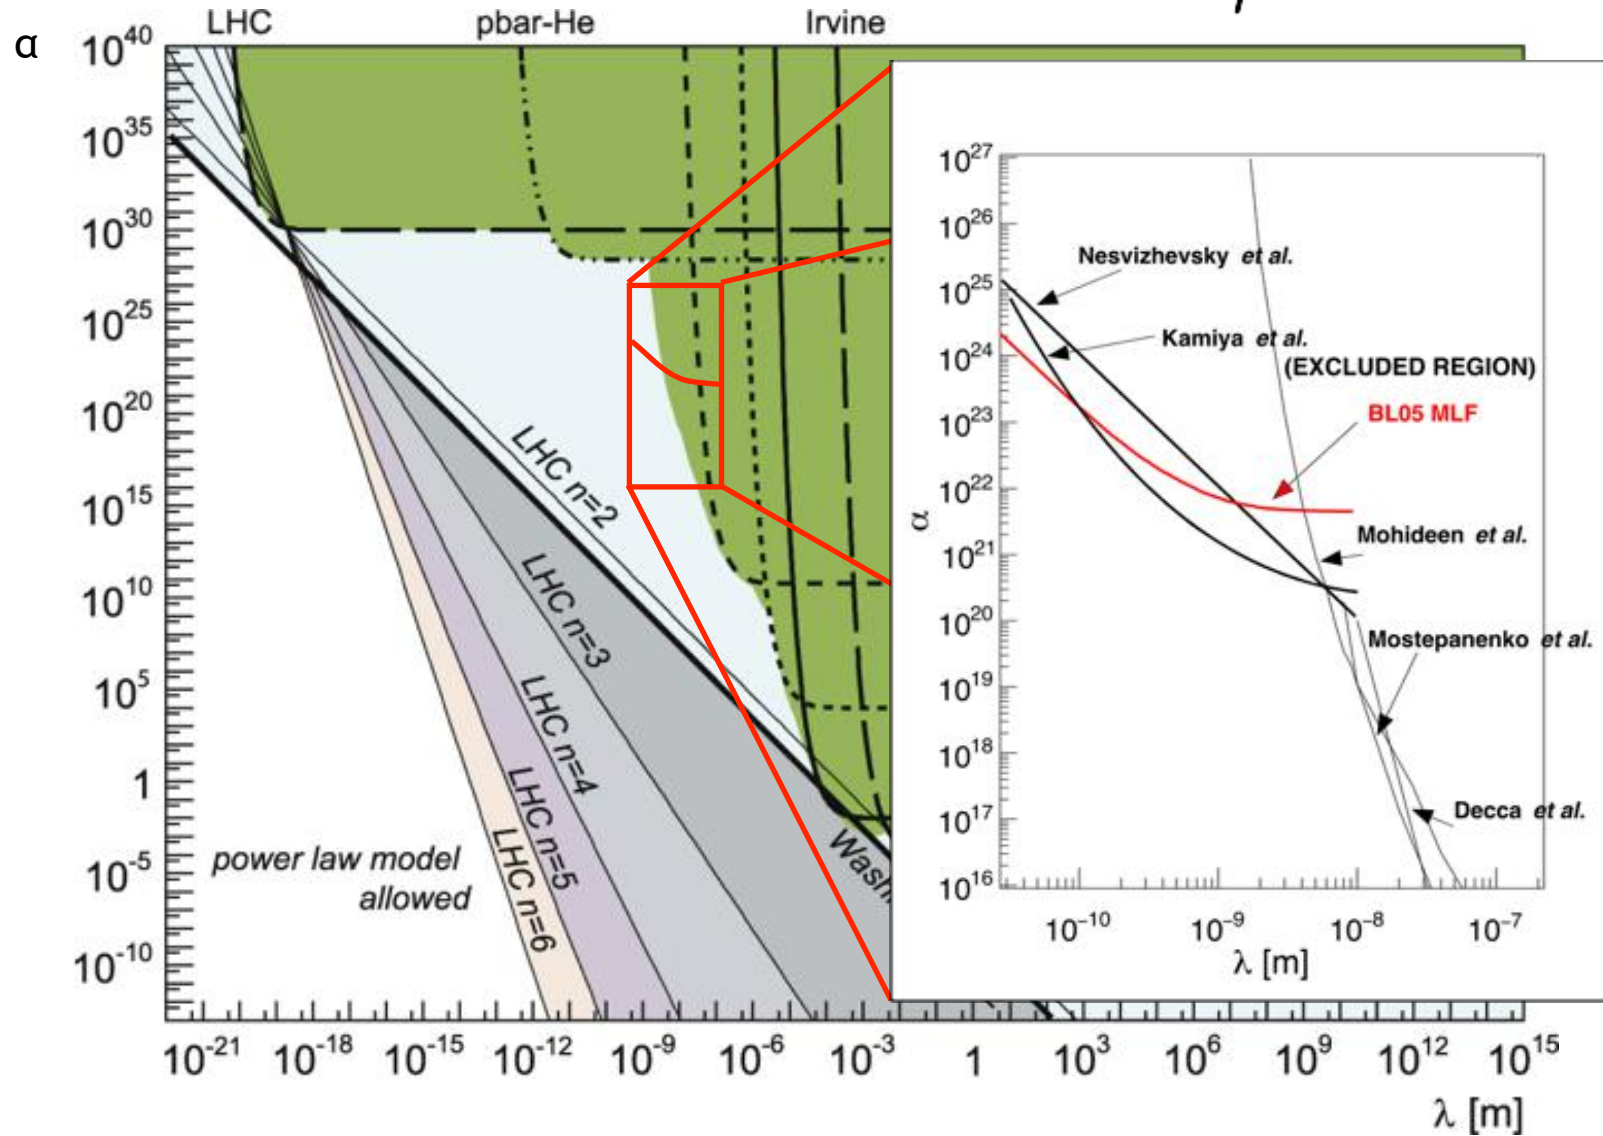 LHC pbar-He Irvine
α
10^40
10^35
10^30
10^25
10^20
10^15
10^10
10^5
1
10^-5
10^-10
LHC n=2
LHC n=3
LHC n=4
LHC n=5
LHC n=6
power law model
allowed
10^-21 10^-18 10^-15 10^-12 10^-9 10^-6 10^-3 1 10^3 10^6 10^9 10^12 10^15
λ [m]
10^27
10^26
10^25
10^24
10^23
10^22
10^21
10^20
10^19
10^18
10^17
10^16
α
Nesvizhevsky et al.
Kamiya et al.
(EXCLUDED REGION)
BL05 MLF
Mohideen et al.
Mostepanenko et al.
Decca et al.
10^-10 10^-9 10^-8 10^-7
λ [m]